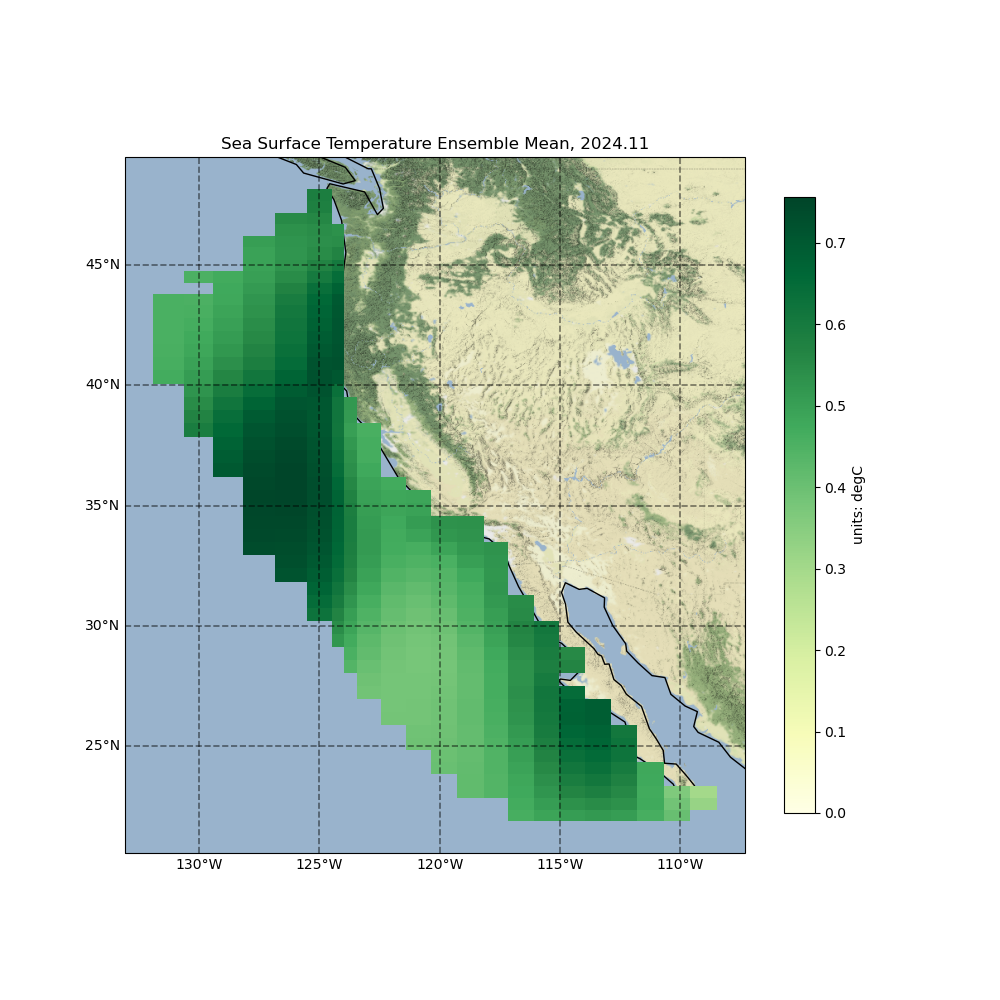 Sea Surface Temperature Ensemble Mean, 2024.11
45°N
40°N
35°N
30°N
25°N
130°W
125°W
120°W
115°W
110°W
0.7
0.6
0.5
0.4
0.3
0.2
0.1
0.0
units: degC